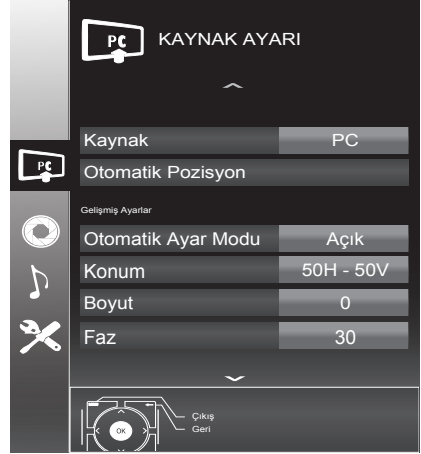 PC KAYNAK AYARI
Kaynak PC
PC
Otomatik Pozisyon
Gelişmiş Ayarlar
Otomatik Ayar Modu Açık
Konum 50H - 50V
Boyut 0
Faz 30
Çıkış
OK Geri